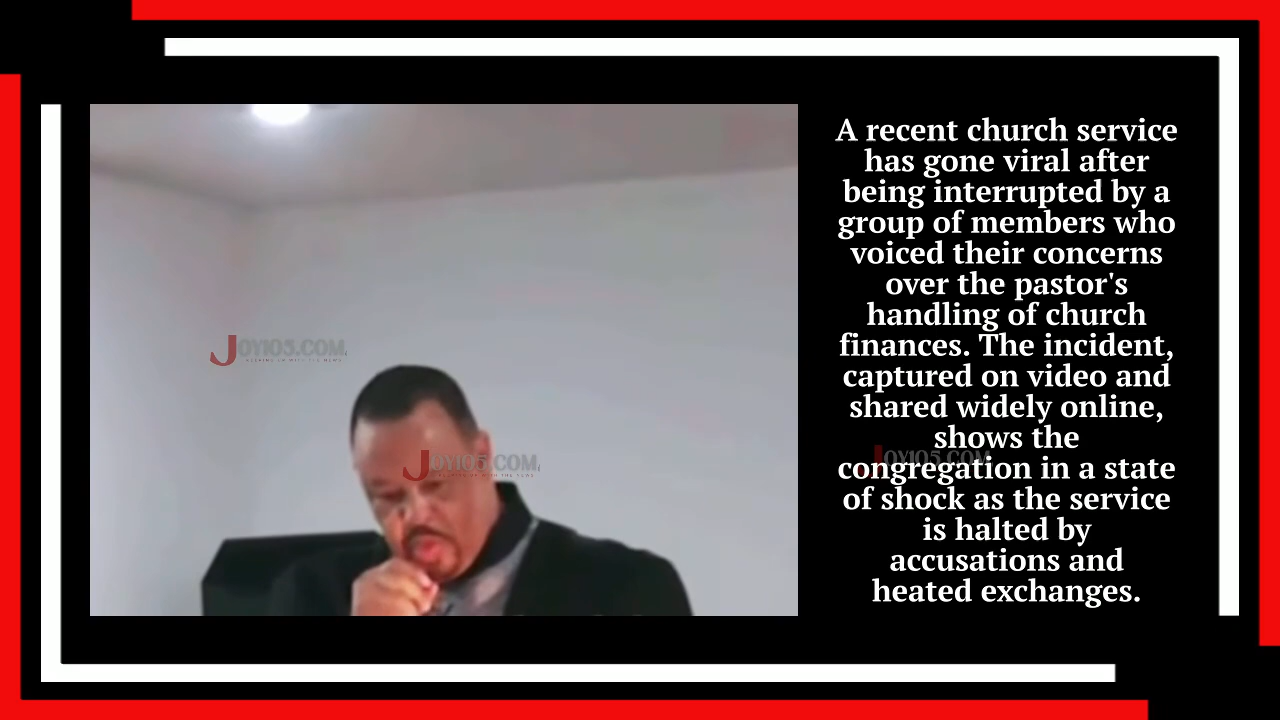 A recent church service
has gone viral after
being interrupted by a
group of members who
voiced their concerns
over the pastor's
handling of church
finances. The incident,
captured on video and
shared widely online,
shows the
congregation in a state
of shock as the service
is halted by
accusations and
heated exchanges.
JOY105.COM
JOY105.COM
JOY105.COM